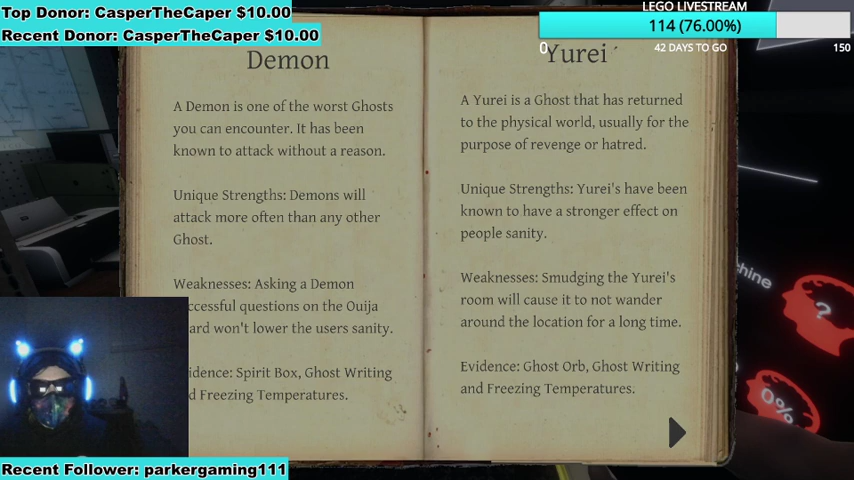 Top Donor: CasperTheCaper $10.00
Recent Donor: CasperTheCaper $10.00
LEGO LIVESTREAM
114 (76.00%)
0
42 DAYS TO GO
150
Demon
A Demon is one of the worst Ghosts
you can encounter. It has been
known to attack without a reason.
Unique Strengths: Demons will
attack more often than any other
Ghost.
Weaknesses: Asking a Demon
ccessful questions on the Ouija
ard won't lower the users sanity.
idence: Spirit Box, Ghost Writing
d Freezing Temperatures.
Yurei
A Yurei is a Ghost that has returned
to the physical world, usually for the
purpose of revenge or hatred.
Unique Strengths: Yurei's have been
known to have a stronger effect on
people sanity.
Weaknesses: Smudging the Yurei's
room will cause it to not wander
around the location for a long time.
Evidence: Ghost Orb, Ghost Writing
and Freezing Temperatures.
hine
?
0%
Recent Follower: parkergaming111